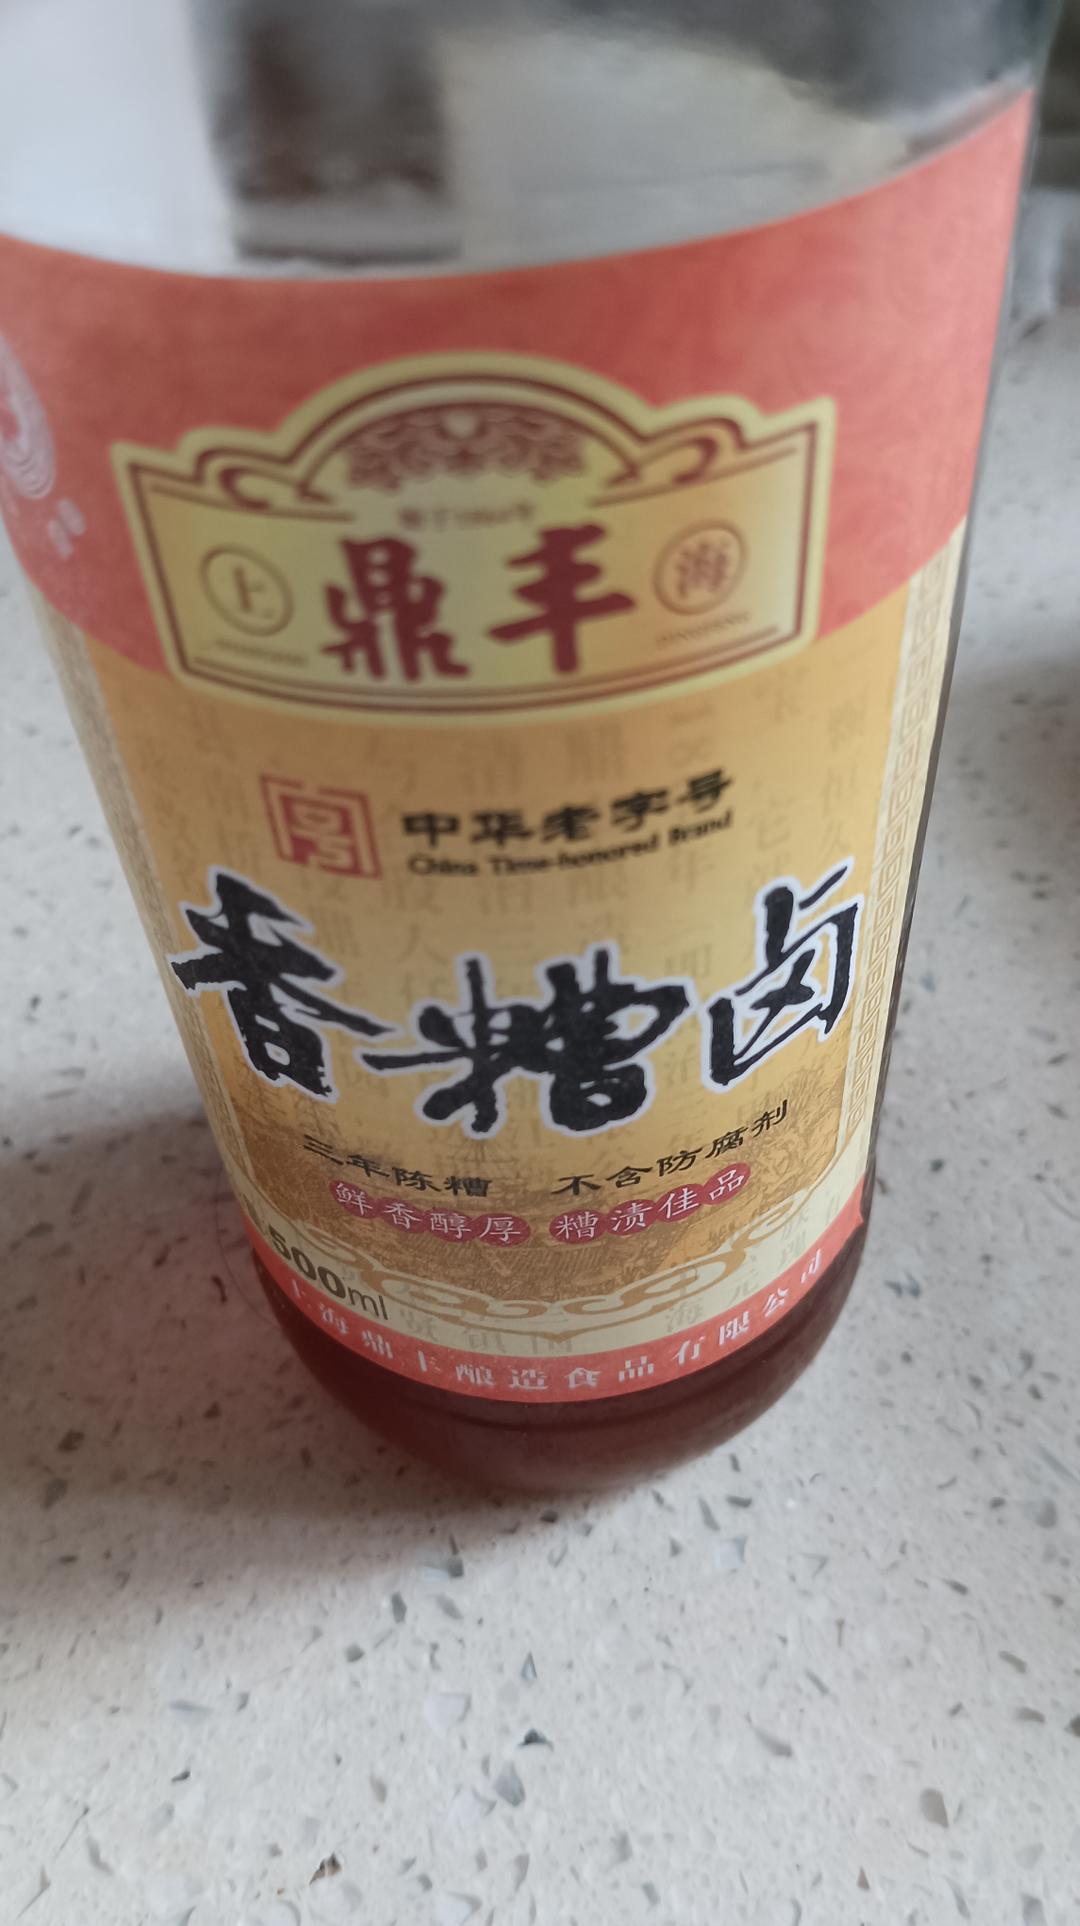 上 鼎丰 海
中华老字号
China Time-honored Brand
香糟卤
三年陈糟 不含防腐剂
鲜香醇厚 糟渍佳品
500ml
上海鼎丰酿造食品有限公司